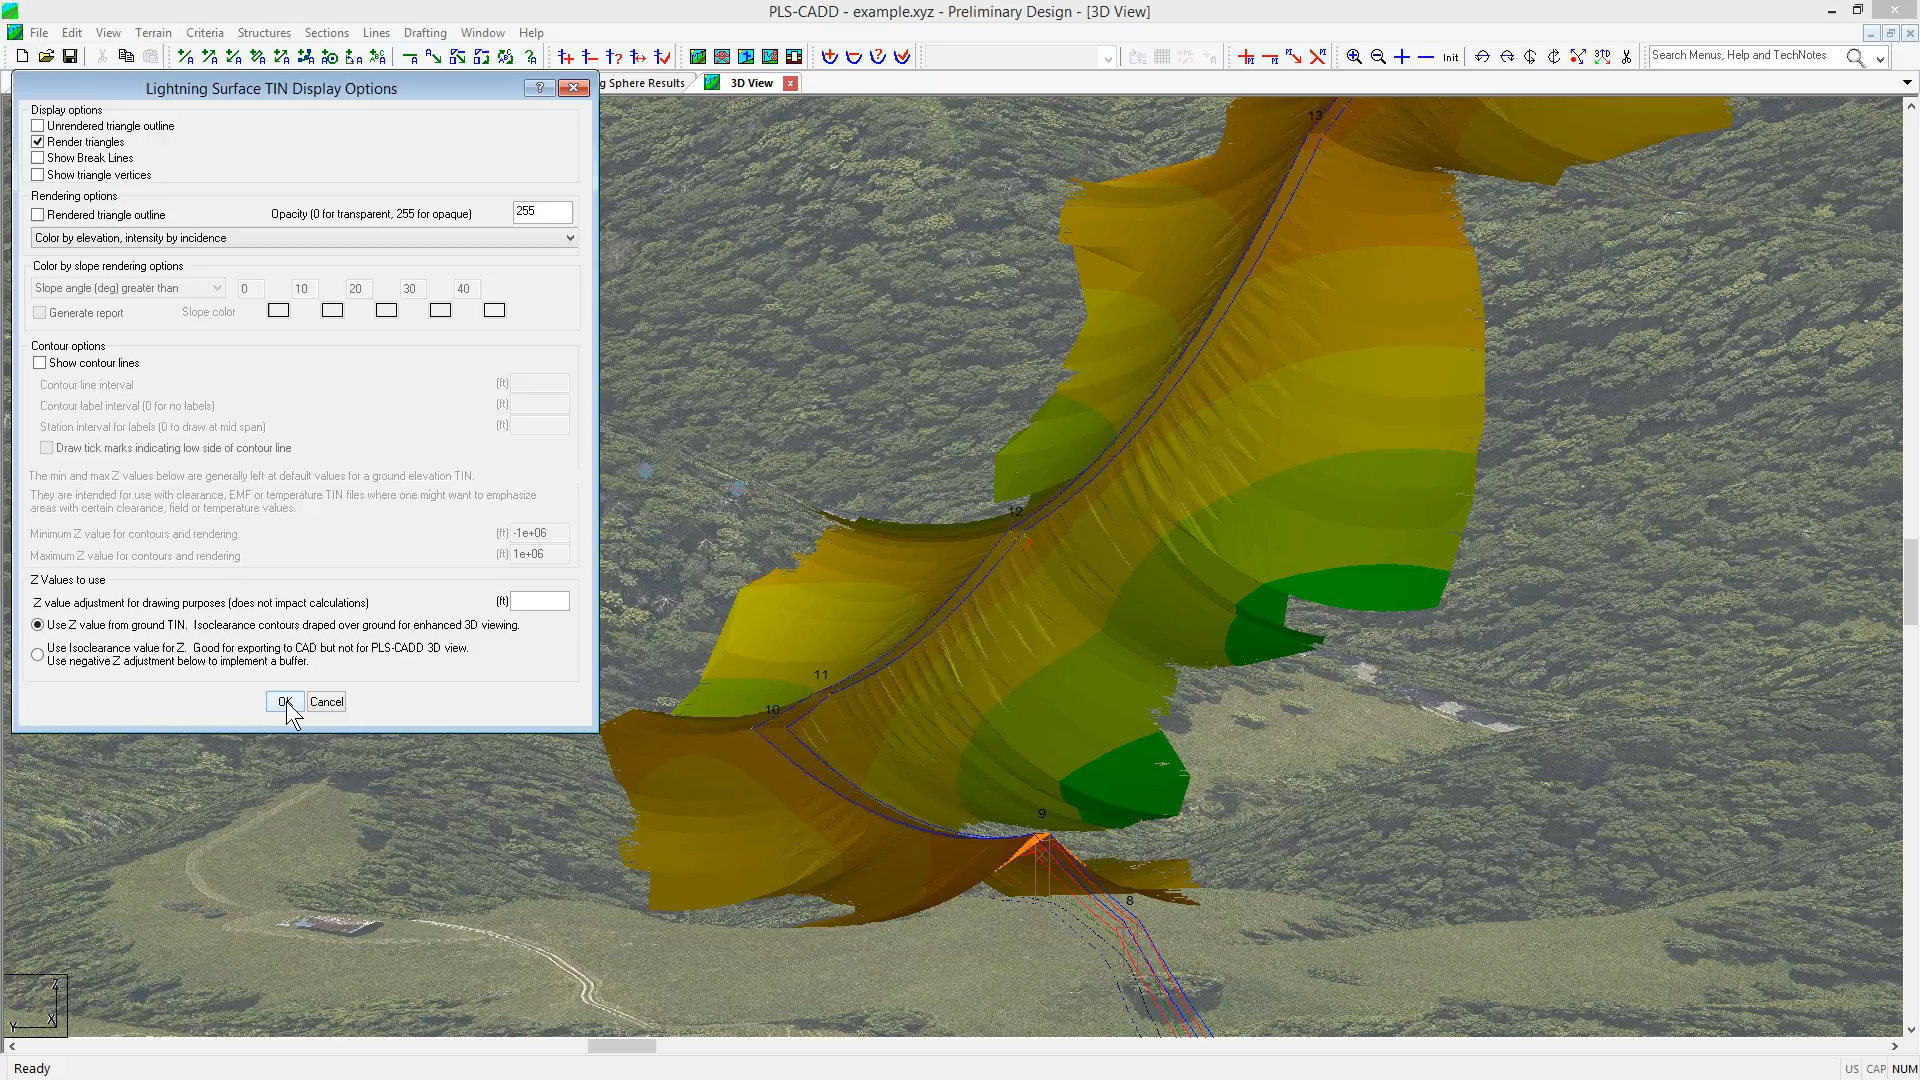 PLS-CADD - example.xyz - Preliminary Design - [3D View]
File Edit View Terrain Criteria Structures Sections Lines Drafting Window Help
Init
Search Menus, Help and TechNotes
g Sphere Results
3D View
Lightning Surface TIN Display Options
Display options
Unrendered triangle outline
Render triangles
Show Break Lines
Show triangle vertices
Rendering options
Rendered triangle outline
Opacity (0 for transparent, 255 for opaque)
255
Color by elevation, intensity by incidence
Color by slope rendering options
Slope angle (deg) greater than
0
10
20
30
40
Generate report
Slope color
Contour options
Show contour lines
Contour line interval (ft)
Contour label interval (0 for no labels) (ft)
Station interval for labels (0 to draw at mid span) (ft)
Draw tick marks indicating low side of contour line
The min and max Z values below are generally left at default values for a ground elevation TIN.
They are intended for use with clearance, EMF or temperature TIN files where one might want to emphasize
areas with certain clearance, field or temperature values.
Minimum Z value for contours and rendering (ft) -1e+06
Maximum Z value for contours and rendering (ft) 1e+06
Z Values to use
Z value adjustment for drawing purposes (does not impact calculations) (ft)
Use Z value from ground TIN. Isoclearance contours draped over ground for enhanced 3D viewing.
Use Isoclearance value for Z. Good for exporting to CAD but not for PLS-CADD 3D view.
Use negative Z adjustment below to implement a buffer.
OK
Cancel
13
12
11
10
9
8
Z
Y
X
Ready
US CAP NUM